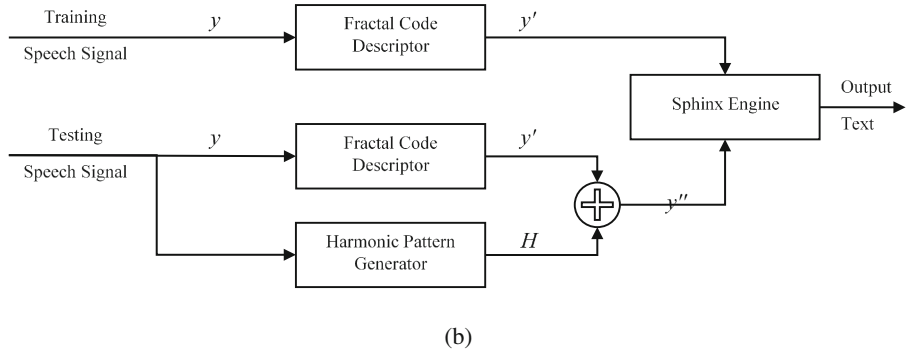 Training
Speech Signal
y
Fractal Code
Descriptor
y′
Sphinx Engine
Output
Text
Testing
Speech Signal
y
Fractal Code
Descriptor
y′
y″
Harmonic Pattern
Generator
H
(b)